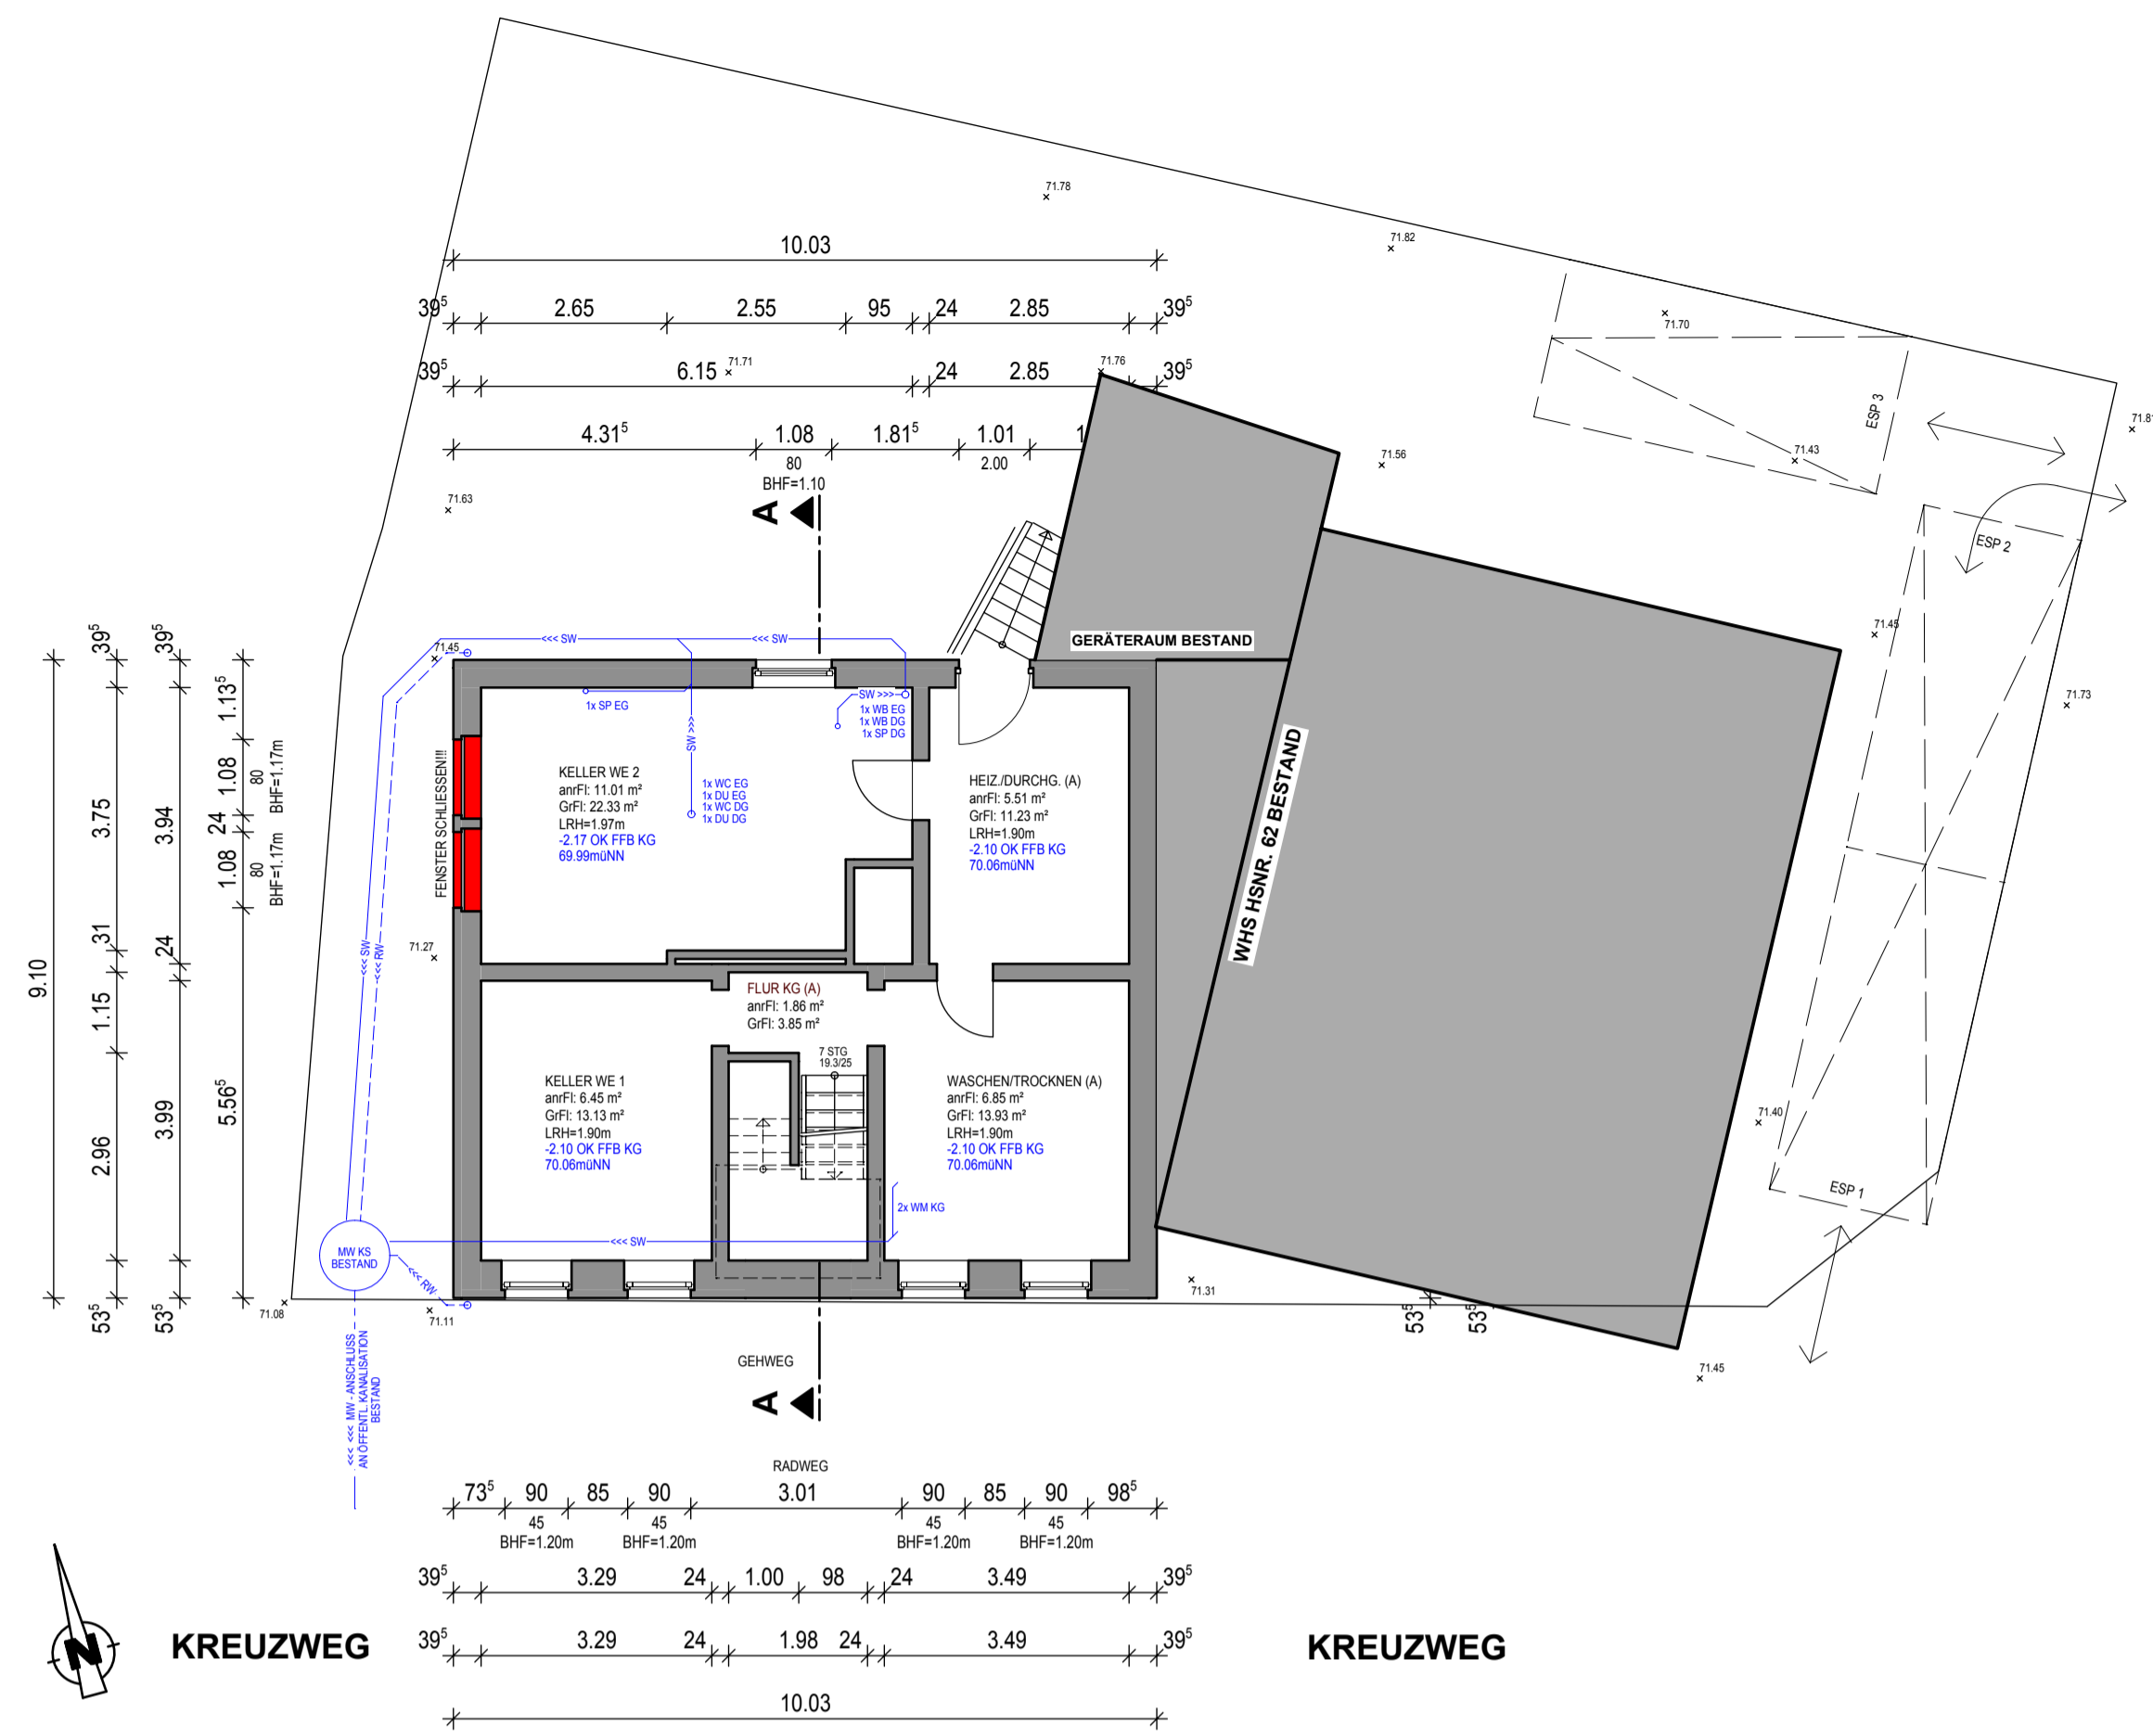 71.78
71.82
10.03
39⁵ 2.65 2.55 95 24 2.85 39⁵
71.70
39⁵ 6.15 71.71 24 2.85 71.76 39⁵
ESP 3
4.31⁵ 1.08 1.81⁵ 1.01 1
80 2.00
BHF=1.10
71.43
71.56
71.63
A
ESP 2
71.45
71.73
<<< SW
<<< SW
GERÄTERAUM BESTAND
71.45
39⁵ 39⁵
1.13⁵
1x SP EG
SW >>>
1x WB EG
1x WB DG
1x SP DG
SW >>>
FENSTER SCHLIESSEN!!!
1.08
80
BHF=1.17m
24
1.08
80
BHF=1.17m
3.75
3.94
KELLER WE 2
anrFl: 11.01 m²
GrFl: 22.33 m²
LRH=1.97m
-2.17 OK FFB KG
69.99müNN
1x WC EG
1x DU EG
1x WC DG
1x DU DG
HEIZ./DURCHG. (A)
anrFl: 5.51 m²
GrFl: 11.23 m²
LRH=1.90m
-2.10 OK FFB KG
70.06müNN
WHS HSNR. 62 BESTAND
<<< SW
<<< RW
71.27
31
24
9.10
1.15
FLUR KG (A)
anrFl: 1.86 m²
GrFl: 3.85 m²
7 STG
19.3/25
5.56⁵
3.99
2.96
KELLER WE 1
anrFl: 6.45 m²
GrFl: 13.13 m²
LRH=1.90m
-2.10 OK FFB KG
70.06müNN
WASCHEN/TROCKNEN (A)
anrFl: 6.85 m²
GrFl: 13.93 m²
LRH=1.90m
-2.10 OK FFB KG
70.06müNN
71.40
ESP 1
2x WM KG
<<< SW
MW KS
BESTAND
<<< RW
53⁵ 53⁵
71.08
71.11
71.31
53⁵ 53⁵
71.45
<<< <<< MW - ANSCHLUSS
AN ÖFFENTL. KANALISATION
BESTAND
GEHWEG
A
RADWEG
73⁵ 90 85 90 3.01 90 85 90 98⁵
45 45 45 45
BHF=1.20m BHF=1.20m BHF=1.20m BHF=1.20m
39⁵ 3.29 24 1.00 98 24 3.49 39⁵
39⁵ 3.29 24 1.98 24 3.49 39⁵
N
KREUZWEG
KREUZWEG
10.03